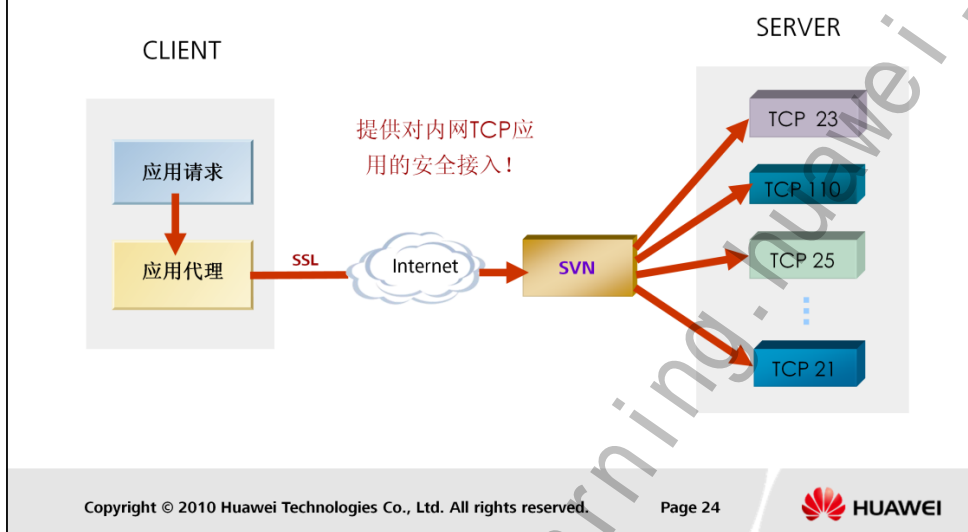 CLIENT
SERVER
提供对内网TCP应
用的安全接入！
应用请求
应用代理
SSL
Internet
SVN
TCP 23
TCP 110
TCP 25
TCP 21
Copyright © 2010 Huawei Technologies Co., Ltd. All rights reserved.
Page 24
HUAWEI
rning.huawei.